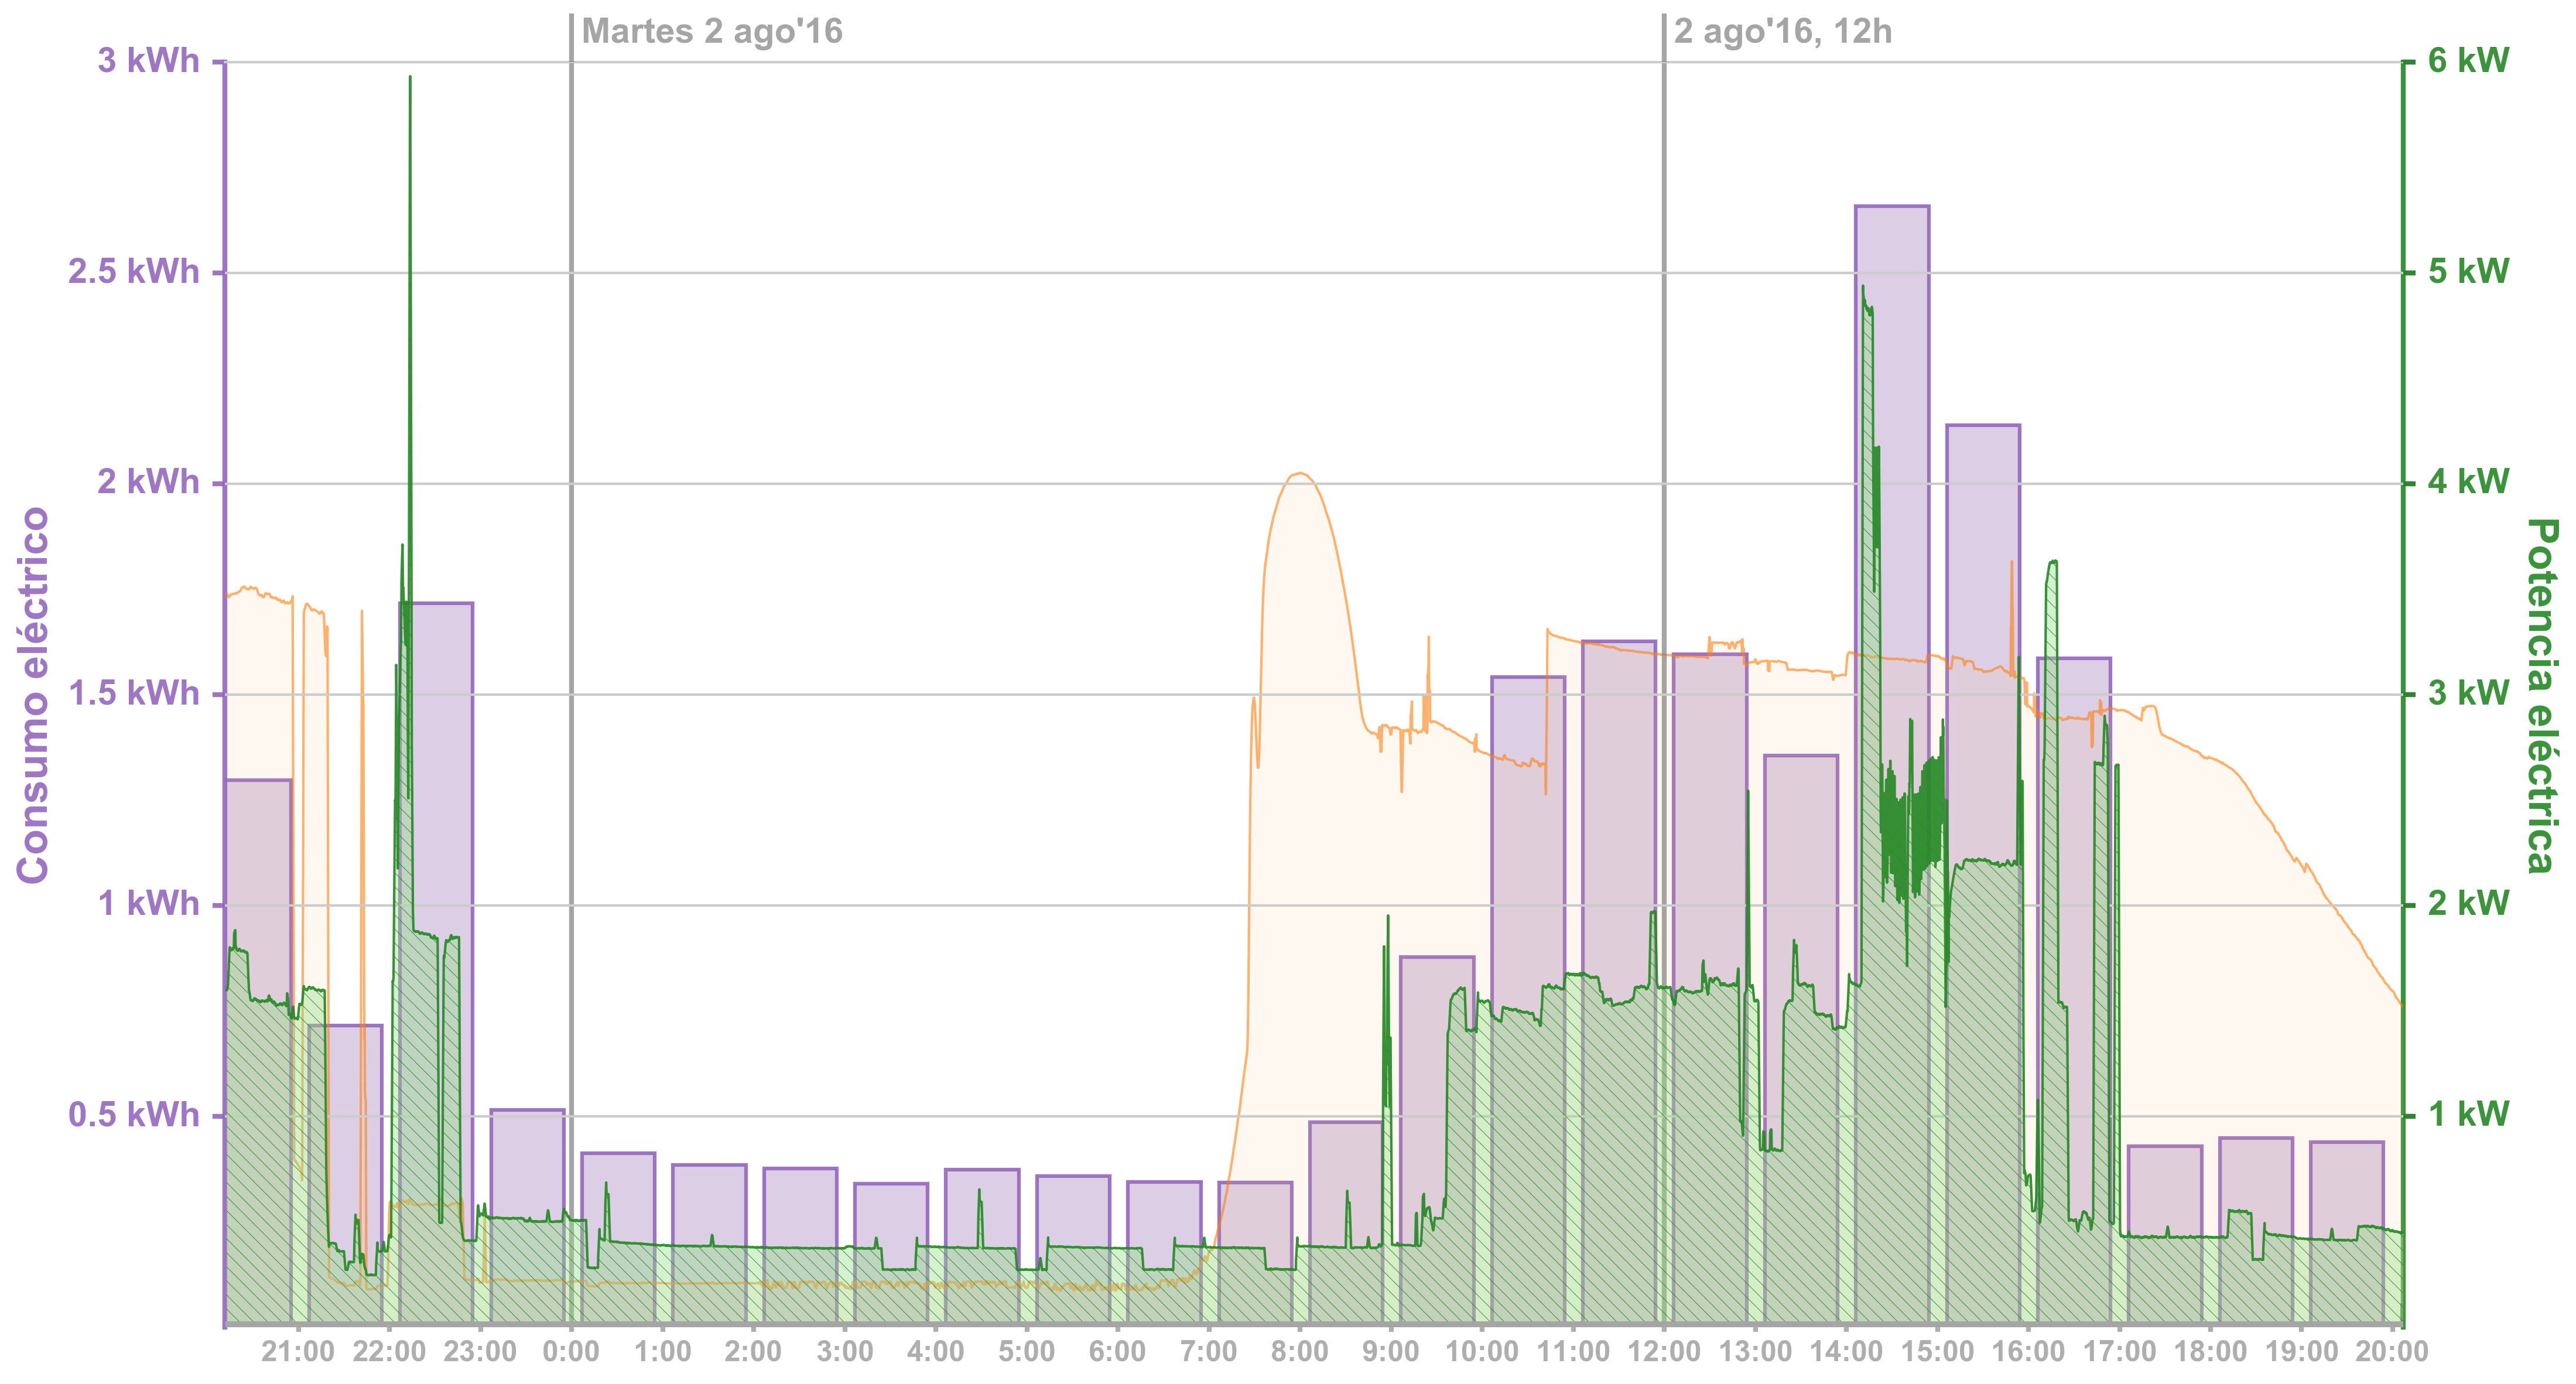 Martes 2 ago'16
2 ago'16, 12h
Consumo eléctrico
3 kWh
2.5 kWh
2 kWh
1.5 kWh
1 kWh
0.5 kWh
6 kW
5 kW
4 kW
3 kW
2 kW
1 kW
Potencia eléctrica
21:00 22:00 23:00 0:00 1:00 2:00 3:00 4:00 5:00 6:00 7:00 8:00 9:00 10:00 11:00 12:00 13:00 14:00 15:00 16:00 17:00 18:00 19:00 20:00